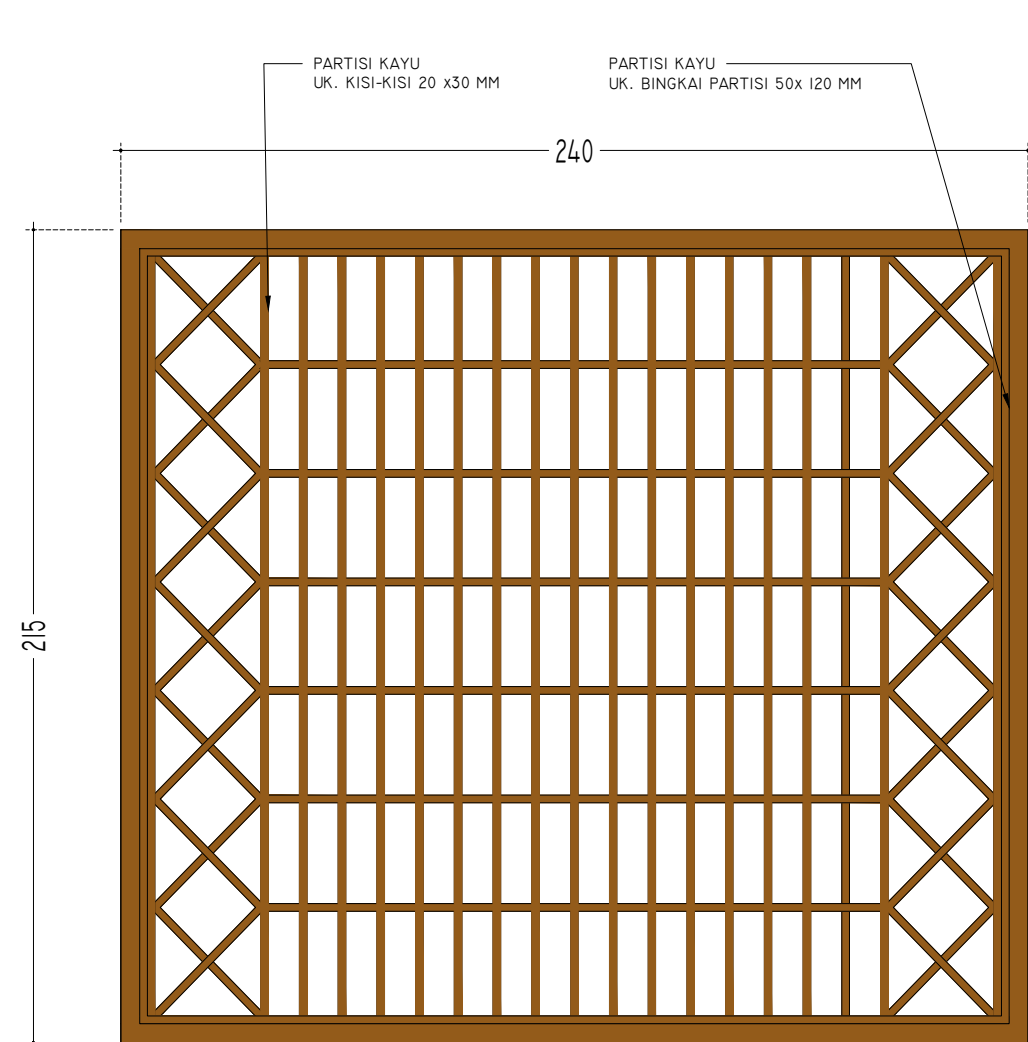 PARTISI KAYU
UK. KISI-KISI 20 x30 MM
PARTISI KAYU
UK. BINGKAI PARTISI 50x 120 MM
240
215